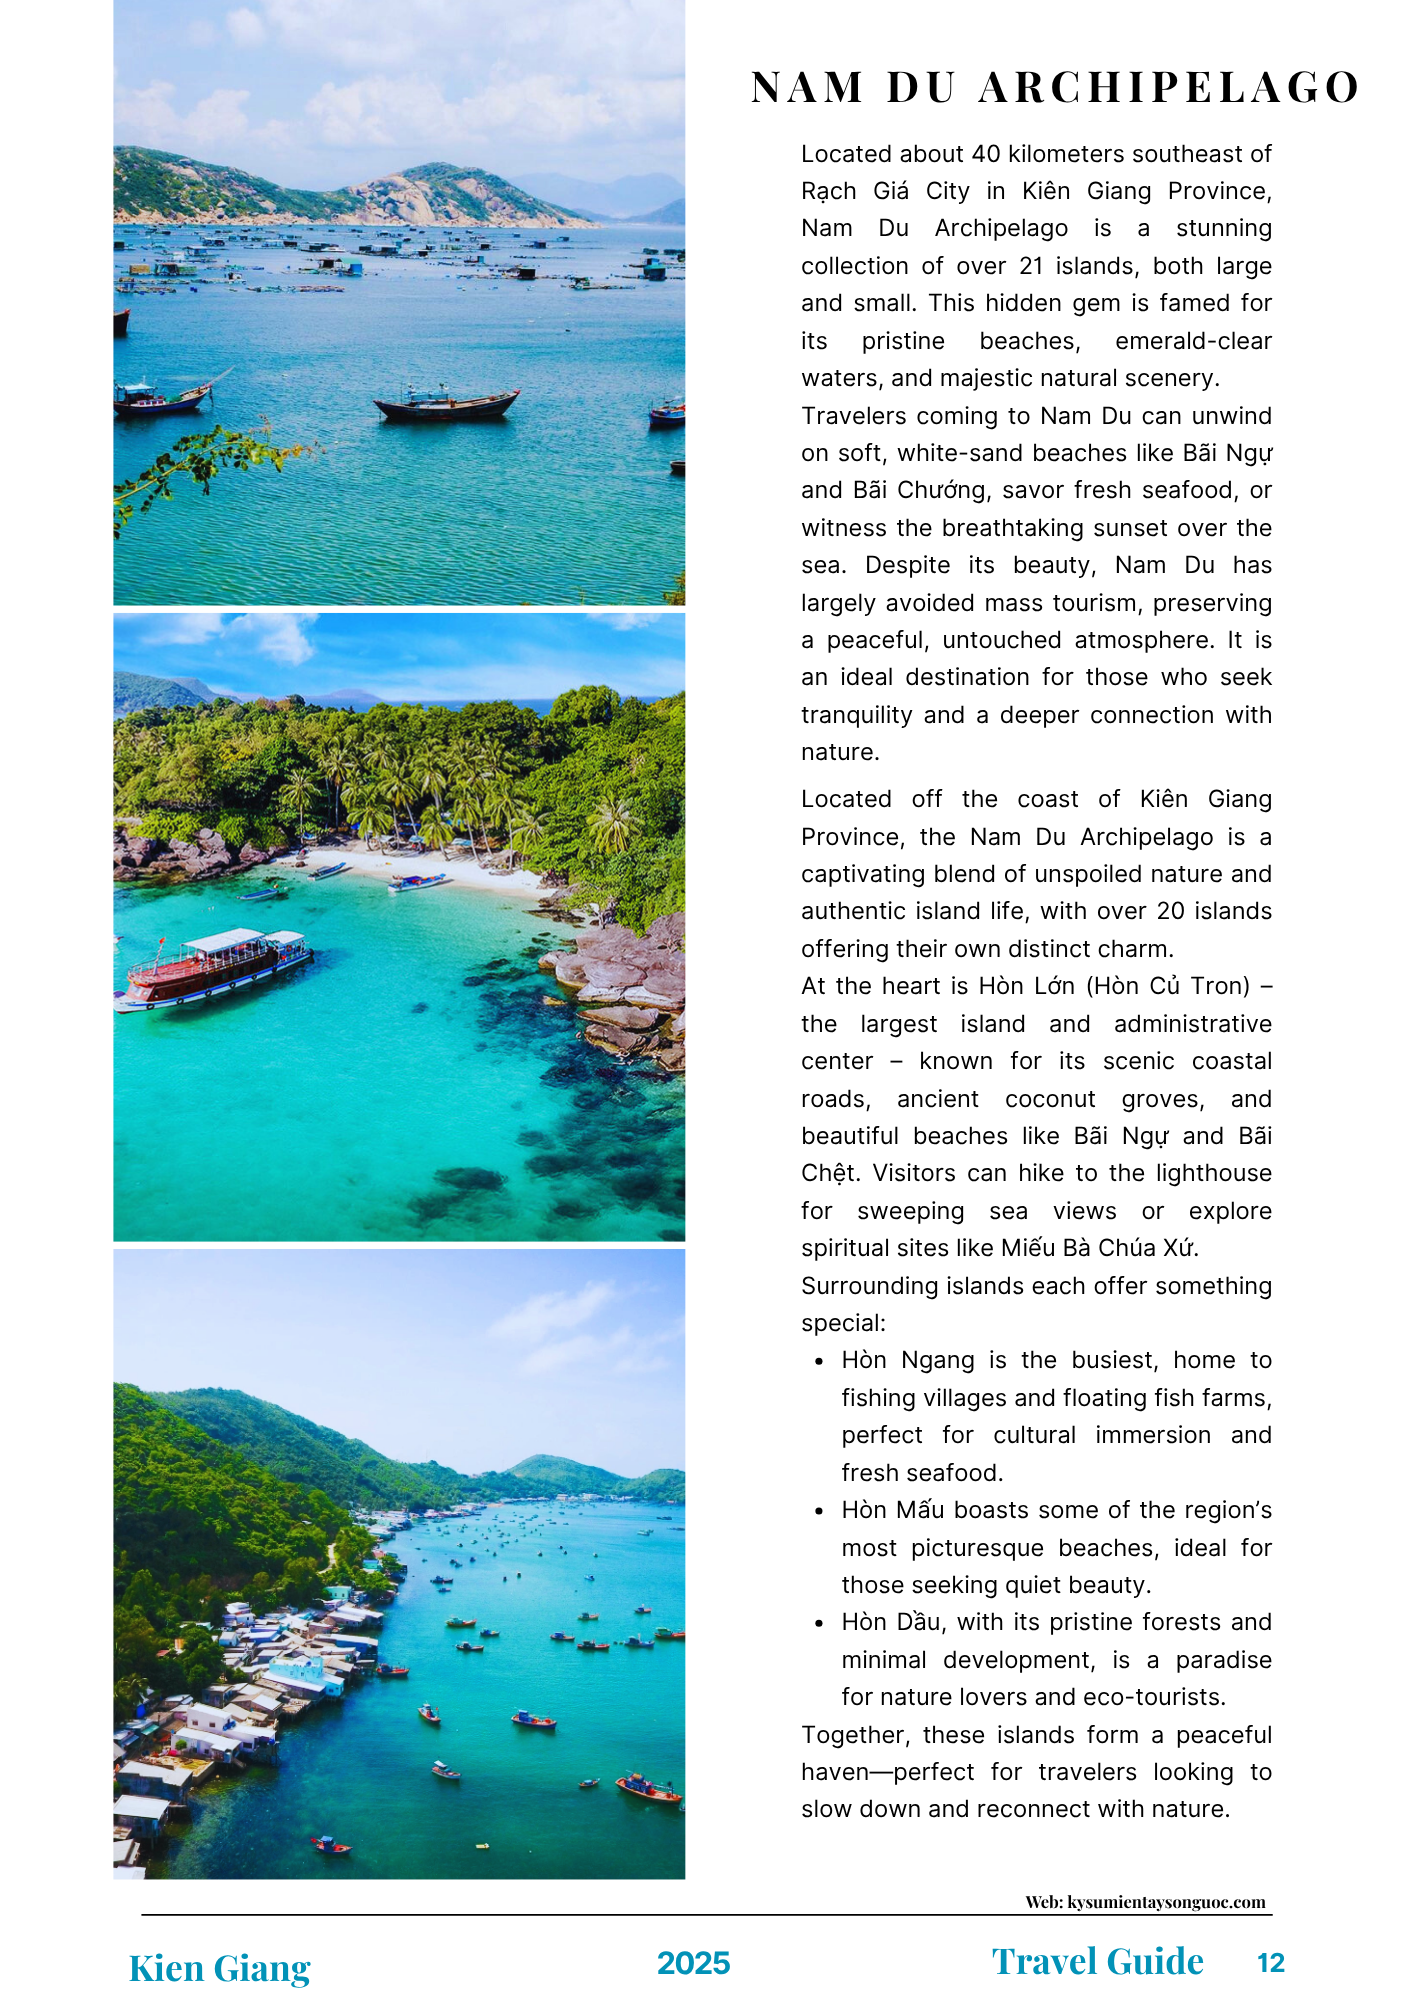 NAM DU ARCHIPELAGO
Located about 40 kilometers southeast of
Rạch Giá City in Kiên Giang Province,
Nam Du Archipelago is a stunning
collection of over 21 islands, both large
and small. This hidden gem is famed for
its pristine beaches, emerald-clear
waters, and majestic natural scenery.
Travelers coming to Nam Du can unwind
on soft, white-sand beaches like Bãi Ngự
and Bãi Chướng, savor fresh seafood, or
witness the breathtaking sunset over the
sea. Despite its beauty, Nam Du has
largely avoided mass tourism, preserving
a peaceful, untouched atmosphere. It is
an ideal destination for those who seek
tranquility and a deeper connection with
nature.
Located off the coast of Kiên Giang
Province, the Nam Du Archipelago is a
captivating blend of unspoiled nature and
authentic island life, with over 20 islands
offering their own distinct charm.
At the heart is Hòn Lớn (Hòn Củ Tron) –
the largest island and administrative
center – known for its scenic coastal
roads, ancient coconut groves, and
beautiful beaches like Bãi Ngự and Bãi
Chệt. Visitors can hike to the lighthouse
for sweeping sea views or explore
spiritual sites like Miếu Bà Chúa Xứ.
Surrounding islands each offer something
special:
• Hòn Ngang is the busiest, home to
fishing villages and floating fish farms,
perfect for cultural immersion and
fresh seafood.
• Hòn Mấu boasts some of the region’s
most picturesque beaches, ideal for
those seeking quiet beauty.
• Hòn Dầu, with its pristine forests and
minimal development, is a paradise
for nature lovers and eco-tourists.
Together, these islands form a peaceful
haven—perfect for travelers looking to
slow down and reconnect with nature.
Web: kysumientaysonguoc.com
Kien Giang 2025 Travel Guide 12